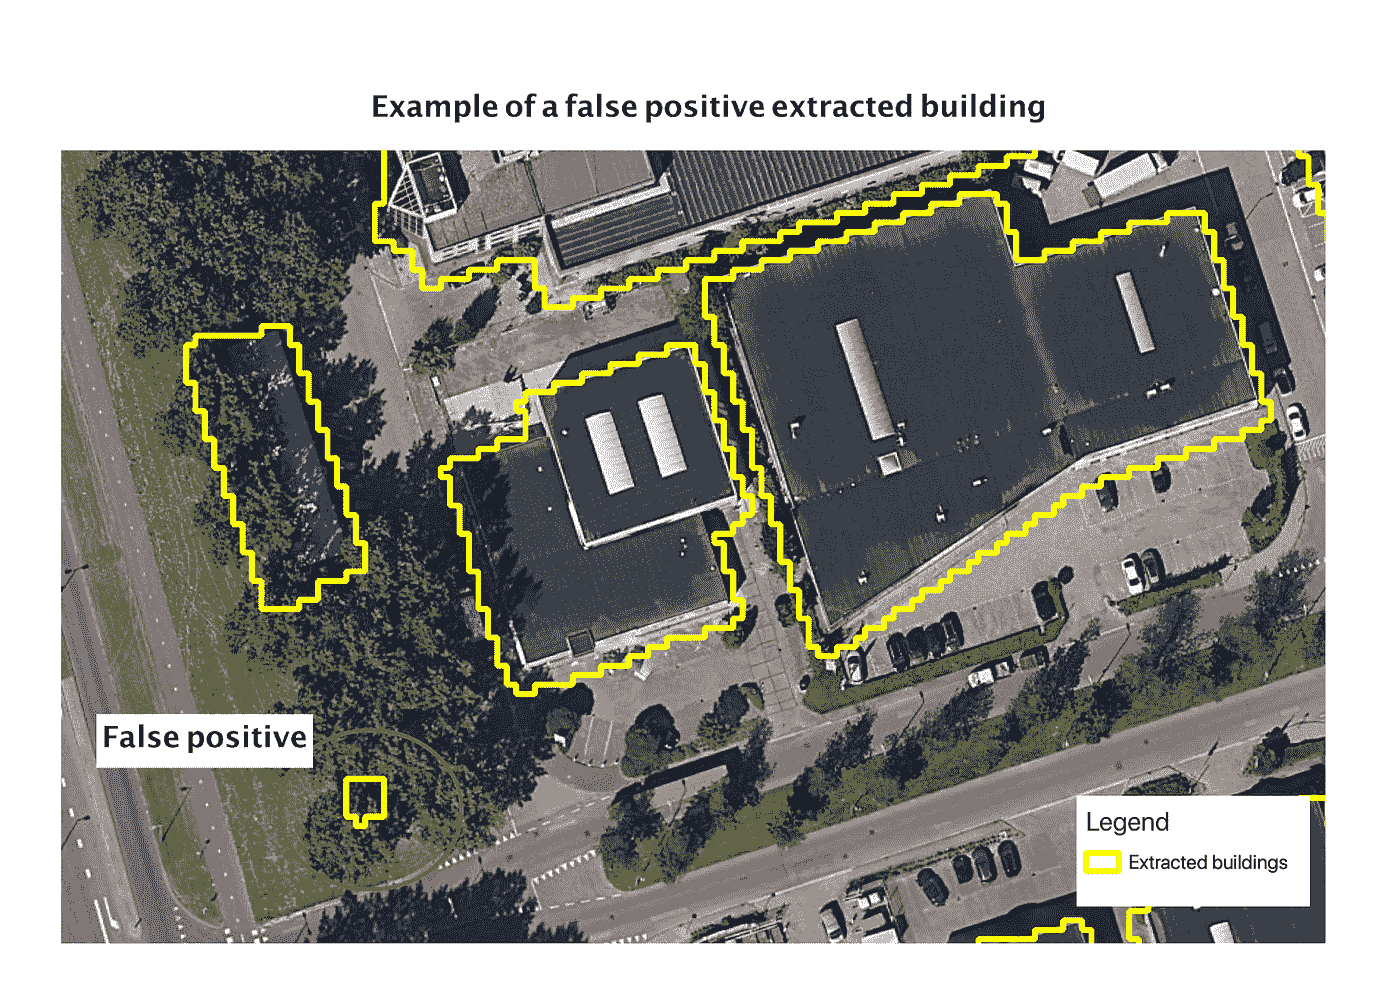 Example of a false positive extracted building
False positive
Legend
Extracted buildings